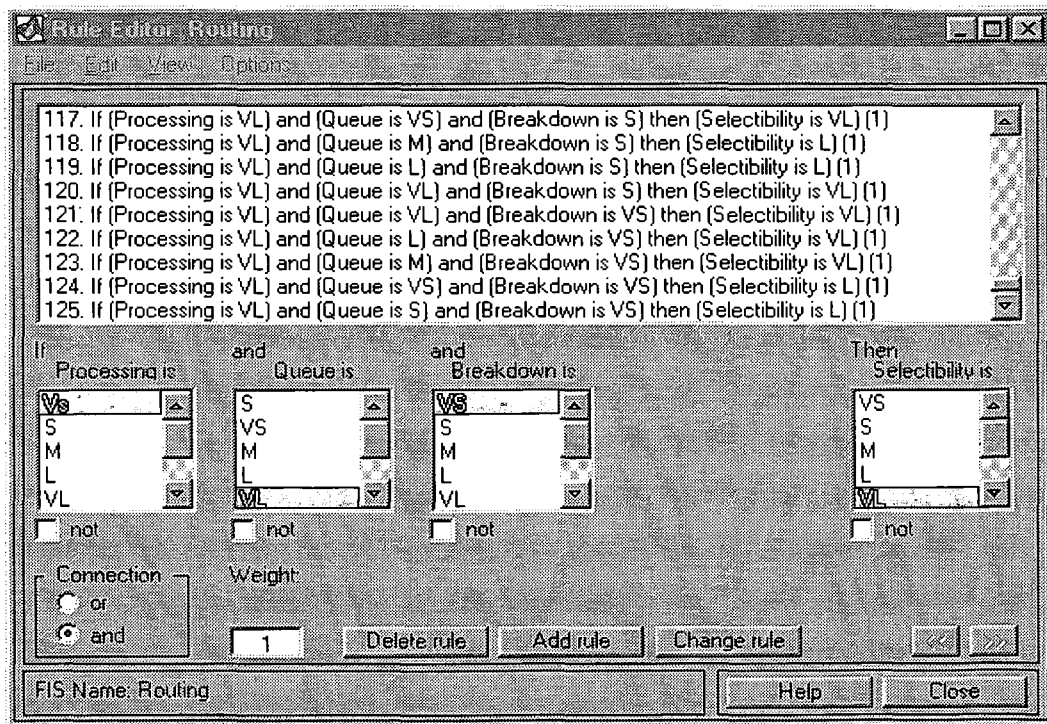 Rule Editor: Routing
File Edit View Options
117. If (Processing is VL) and (Queue is VS) and (Breakdown is S) then (Selectibility is VL) (1)
118. If (Processing is VL) and (Queue is M) and (Breakdown is S) then (Selectibility is L) (1)
119. If (Processing is VL) and (Queue is L) and (Breakdown is S) then (Selectibility is L) (1)
120. If (Processing is VL) and (Queue is VL) and (Breakdown is S) then (Selectibility is VL) (1)
121. If (Processing is VL) and (Queue is VL) and (Breakdown is VS) then (Selectibility is VL) (1)
122. If (Processing is VL) and (Queue is L) and (Breakdown is VS) then (Selectibility is VL) (1)
123. If (Processing is VL) and (Queue is M) and (Breakdown is VS) then (Selectibility is VL) (1)
124. If (Processing is VL) and (Queue is VS) and (Breakdown is VS) then (Selectibility is L) (1)
125. If (Processing is VL) and (Queue is S) and (Breakdown is VS) then (Selectibility is L) (1)
If and and Then
Processing is Queue is Breakdown is Selectibility is
Vs S VS VS
S VS S S
M M M M
L L L L
VL VL VL VL
not not not not
Connection Weight:
or
and 1 Delete rule Add rule Change rule << >>
FIS Name: Routing Help Close